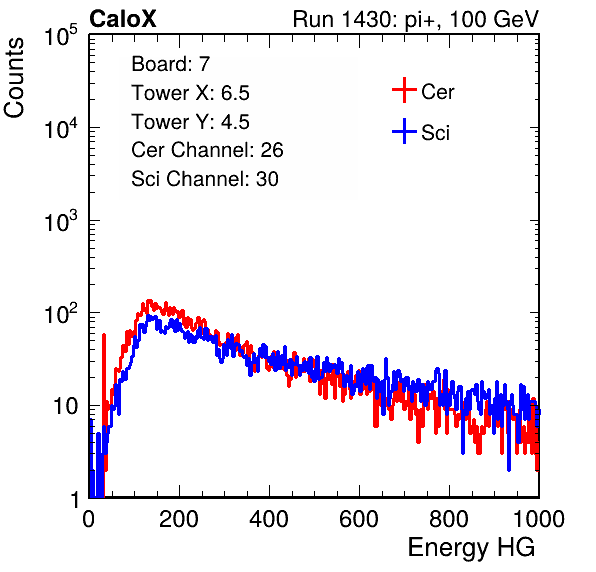 CaloX Run 1430: pi+, 100 GeV
Board: 7
Tower X: 6.5
Tower Y: 4.5
Cer Channel: 26
Sci Channel: 30
Cer
Sci
Counts
10^5
10^4
10^3
10^2
10
1
0 200 400 600 800 1000
Energy HG